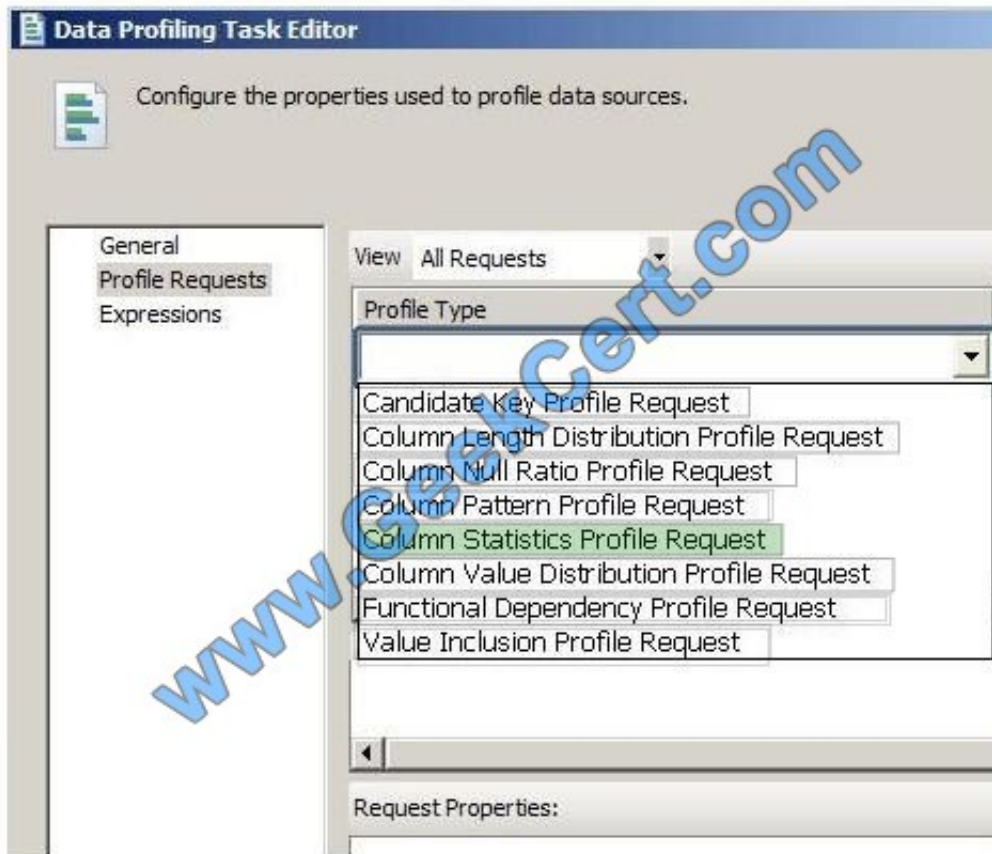 Data Profiling Task Editor
Configure the properties used to profile data sources.
General
Profile Requests
Expressions
View All Requests
Profile Type
Candidate Key Profile Request
Column Length Distribution Profile Request
Column Null Ratio Profile Request
Column Pattern Profile Request
Column Statistics Profile Request
Column Value Distribution Profile Request
Functional Dependency Profile Request
Value Inclusion Profile Request
Request Properties:
www.GeekCert.com